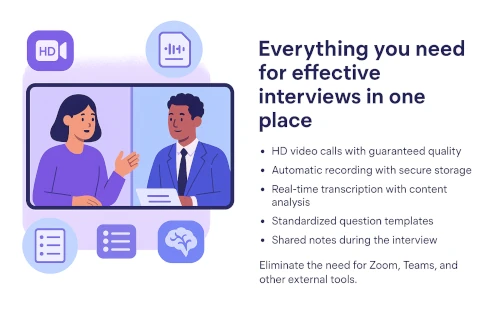 HD
Everything you need
for effective
interviews in one
place
• HD video calls with guaranteed quality
• Automatic recording with secure storage
• Real-time transcription with content
analysis
• Standardized question templates
• Shared notes during the interview
Eliminate the need for Zoom, Teams, and
other external tools.